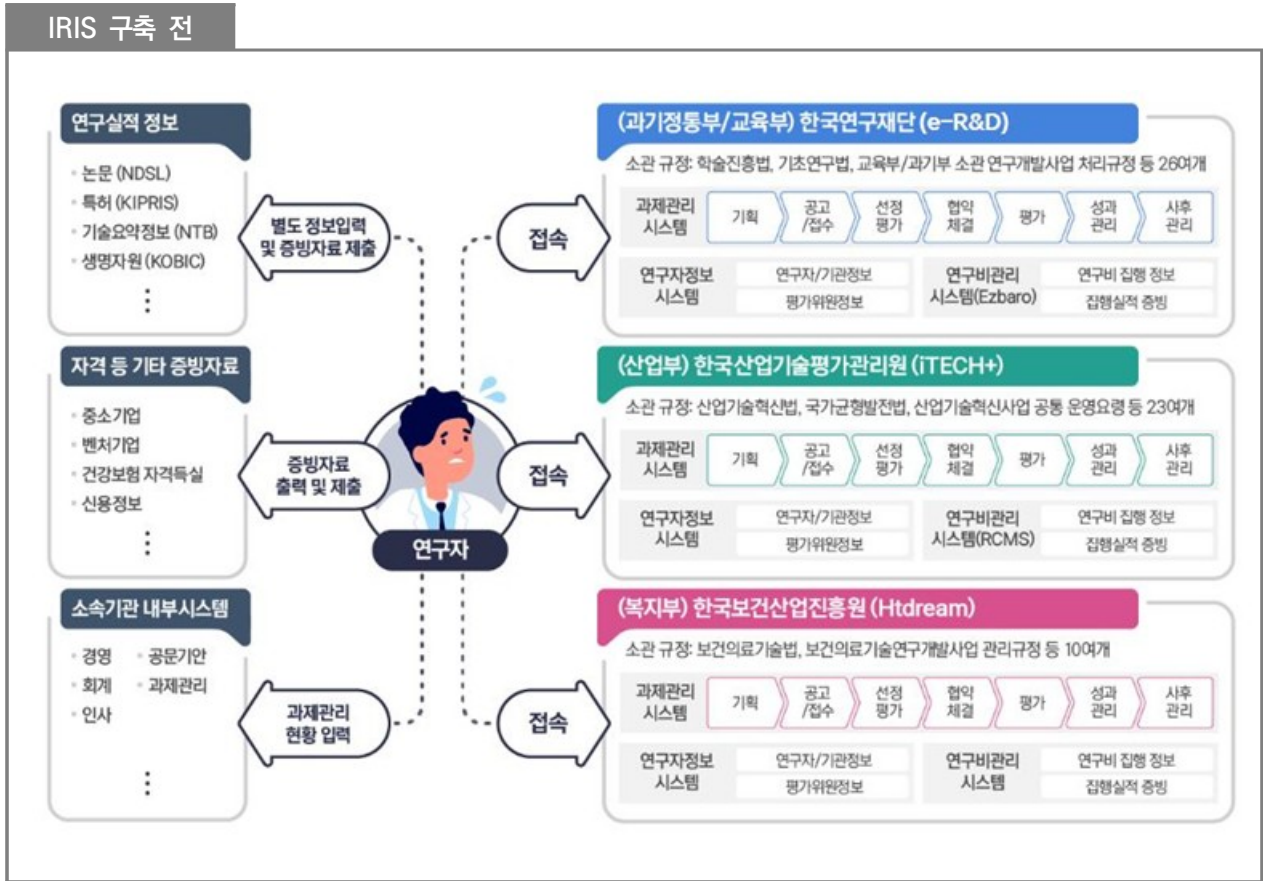 IRIS 구축 전
연구실적 정보
논문 (NDSL)
특허 (KIPRIS)
기술요약정보 (NTB)
생명자원 (KOBIC)
별도 정보입력
및 증빙자료 제출
자격 등 기타 증빙자료
중소기업
벤처기업
건강보험 자격득실
신용정보
증빙자료
출력 및 제출
소속기관 내부시스템
경영
공문기안
회계
과제관리
인사
과제관리
현황 입력
연구자
접속
(과기정통부/교육부) 한국연구재단 (e-R&D)
소관 규정: 학술진흥법, 기초연구법, 교육부/과기부 소관 연구개발사업 처리규정 등 26여개
과제관리
시스템
기획
공고
/접수
선정
평가
협약
체결
평가
성과
관리
사후
관리
연구자정보
시스템
연구자/기관정보
평가위원정보
연구비관리
시스템(Ezbaro)
연구비 집행 정보
집행실적 증빙
접속
(산업부) 한국산업기술평가관리원 (iTECH+)
소관 규정: 산업기술혁신법, 국가균형발전법, 산업기술혁신사업 공통 운영요령 등 23여개
과제관리
시스템
기획
공고
/접수
선정
평가
협약
체결
평가
성과
관리
사후
관리
연구자정보
시스템
연구자/기관정보
평가위원정보
연구비관리
시스템(RCMS)
연구비 집행 정보
집행실적 증빙
접속
(복지부) 한국보건산업진흥원 (Htdream)
소관 규정: 보건의료기술법, 보건의료기술연구개발사업 관리규정 등 10여개
과제관리
시스템
기획
공고
/접수
선정
평가
협약
체결
평가
성과
관리
사후
관리
연구자정보
시스템
연구자/기관정보
평가위원정보
연구비관리
시스템
연구비 집행 정보
집행실적 증빙